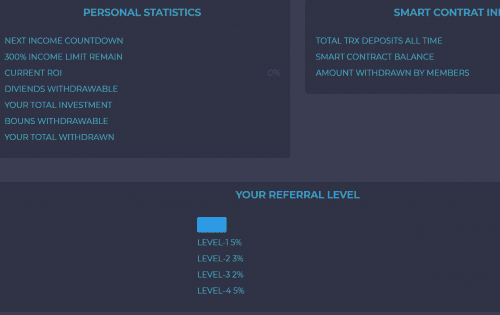 PERSONAL STATISTICS
NEXT INCOME COUNTDOWN
300% INCOME LIMIT REMAIN
CURRENT ROI 0%
DIVIENDS WITHDRAWABLE
YOUR TOTAL INVESTMENT
BOUNS WITHDRAWABLE
YOUR TOTAL WITHDRAWN
SMART CONTRAT IN
TOTAL TRX DEPOSITS ALL TIME
SMART CONTRACT BALANCE
AMOUNT WITHDRAWN BY MEMBERS
YOUR REFERRAL LEVEL
LEVEL-1 5%
LEVEL-2 3%
LEVEL-3 2%
LEVEL-4 5%